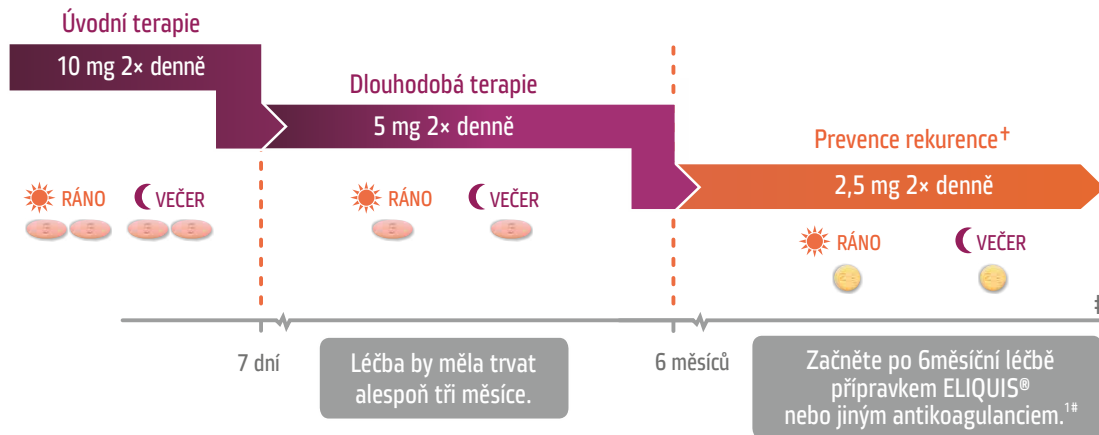 Úvodní terapie
10 mg 2× denně
Dlouhodobá terapie
5 mg 2× denně
Prevence rekurence†
2,5 mg 2× denně
RÁNO VEČER
RÁNO VEČER
RÁNO VEČER
7 dní
6 měsíců
Léčba by měla trvat
alespoň tři měsíce.
Začněte po 6měsíční léčbě
přípravkem ELIQUIS®
nebo jiným antikoagulanciem.1#